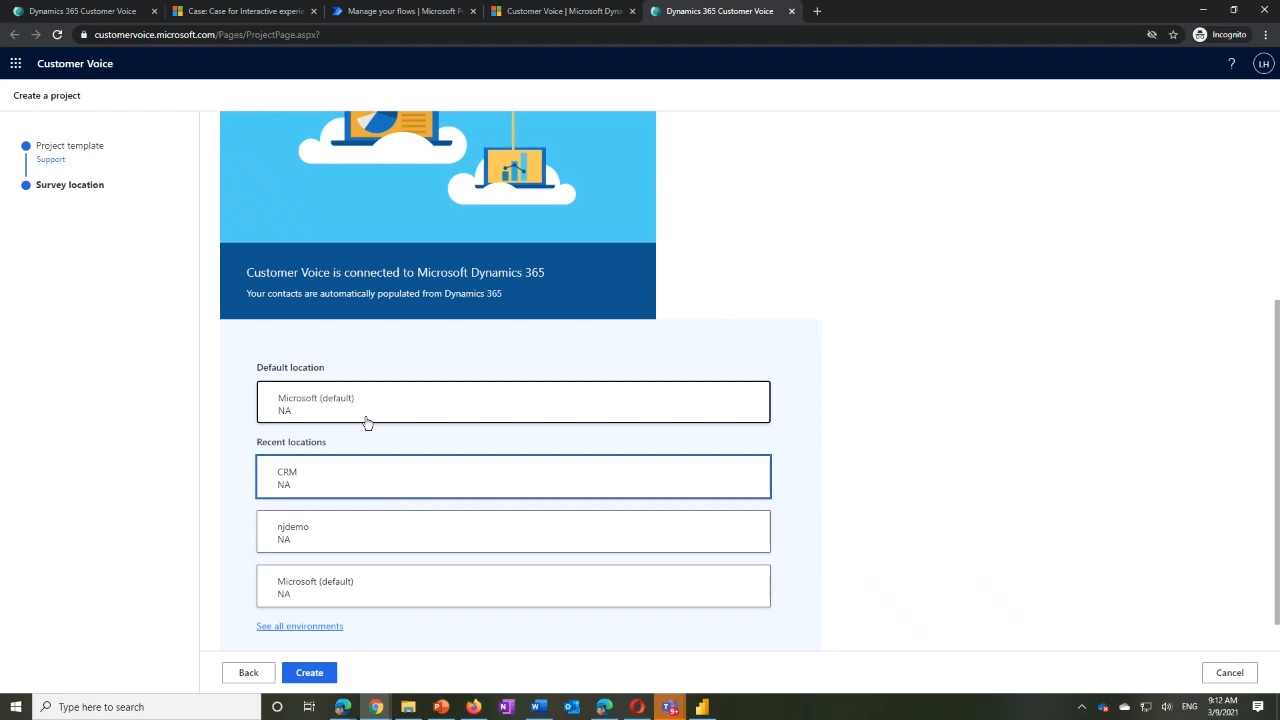 Dynamics 365 Customer Voice
Case: Case for Interactive experie
Manage your flows | Microsoft P
Customer Voice | Microsoft Dyna
Dynamics 365 Customer Voice
customervoice.microsoft.com/Pages/ProjectPage.aspx?
Incognito
Customer Voice
?
LH
Create a project
Project template
Support
Survey location
Customer Voice is connected to Microsoft Dynamics 365
Your contacts are automatically populated from Dynamics 365
Default location
Microsoft (default)
NA
Recent locations
CRM
NA
njdemo
NA
Microsoft (default)
NA
See all environments
Back
Create
Cancel
Type here to search
ENG
9:12 AM
3/9/2021